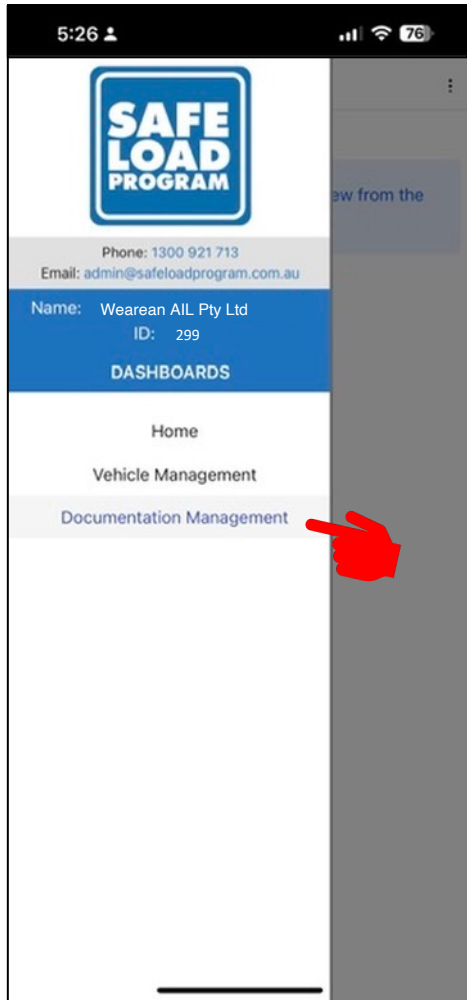 5:26
76
SAFE
LOAD
PROGRAM
ew from the
Phone: 1300 921 713
Email: admin@safeloadprogram.com.au
Name: Wearean AIL Pty Ltd
ID: 299
DASHBOARDS
Home
Vehicle Management
Documentation Management